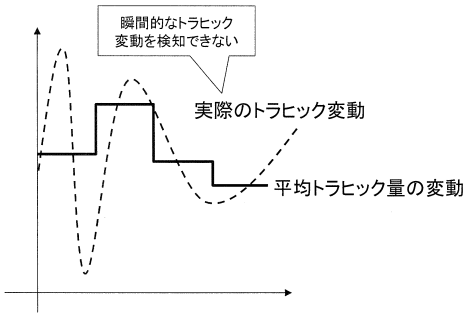 瞬間的なトラヒック
変動を検知できない
実際のトラヒック変動
平均トラヒック量の変動